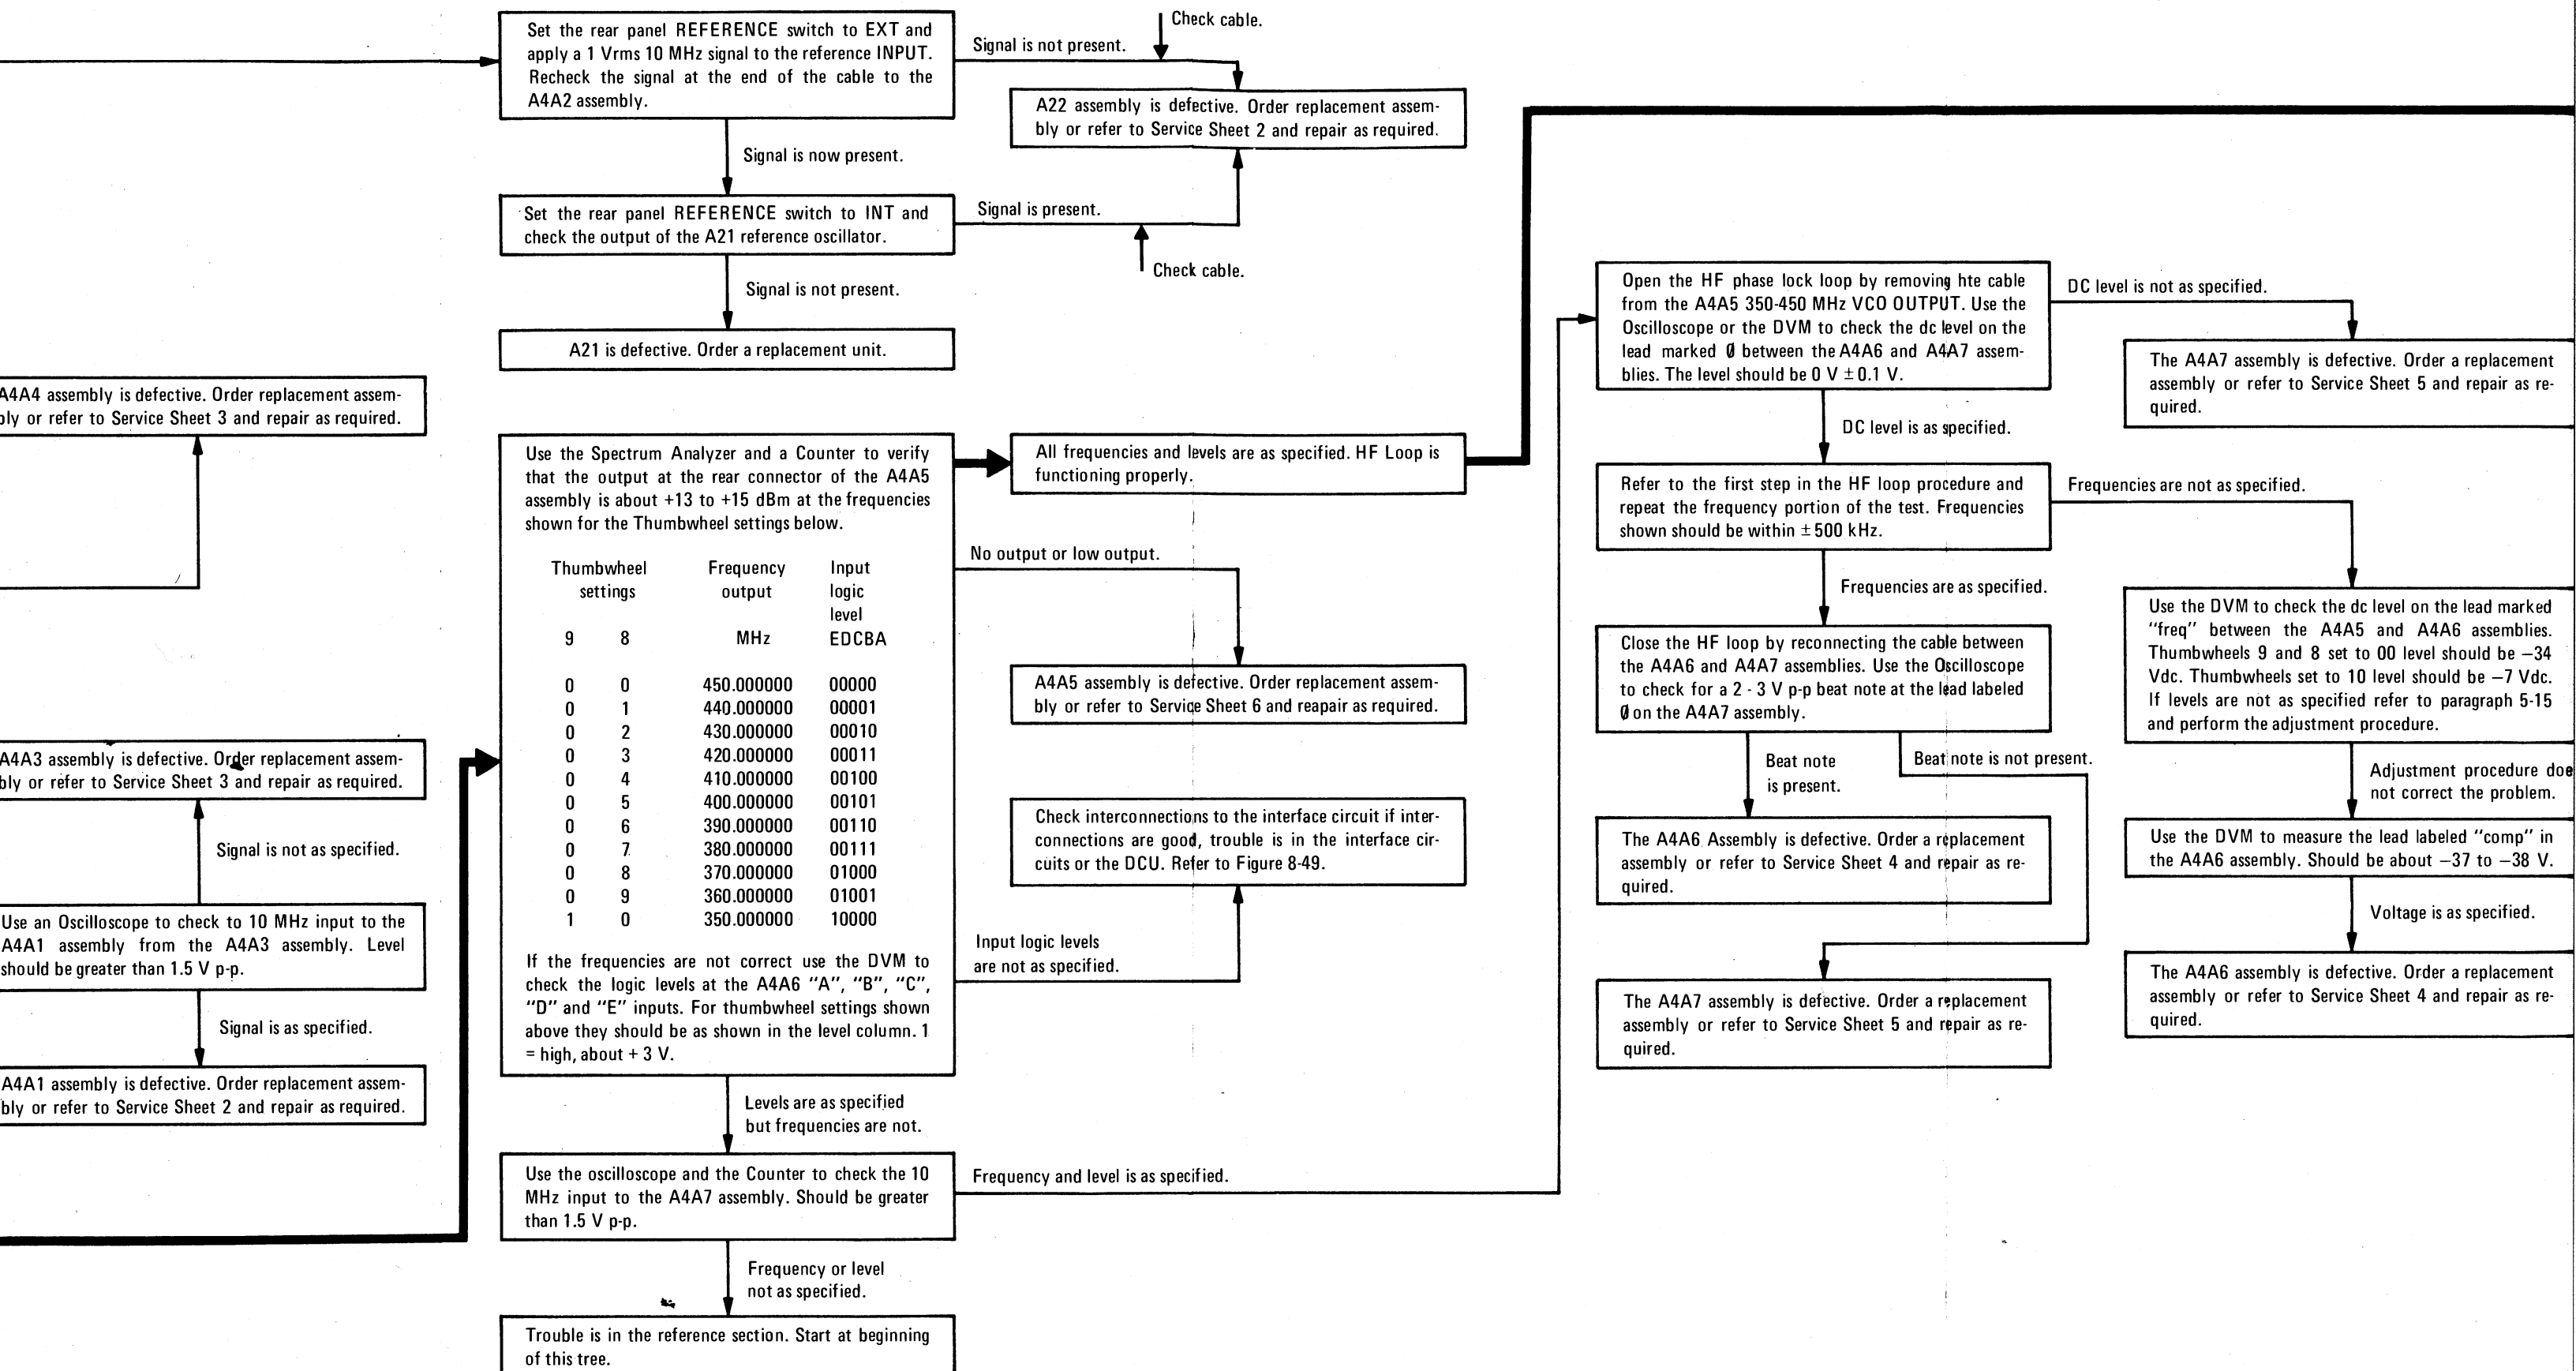 Set the rear panel REFERENCE switch to EXT and
apply a 1 Vrms 10 MHz signal to the reference INPUT.
Recheck the signal at the end of the cable to the
A4A2 assembly.
Signal is not present.
Check cable.
A22 assembly is defective. Order replacement assem-
bly or refer to Service Sheet 2 and repair as required.
Signal is now present.
Set the rear panel REFERENCE switch to INT and
check the output of the A21 reference oscillator.
Signal is present.
Check cable.
Signal is not present.
A21 is defective. Order a replacement unit.
A4A4 assembly is defective. Order replacement assem-
bly or refer to Service Sheet 3 and repair as required.
A4A3 assembly is defective. Order replacement assem-
bly or refer to Service Sheet 3 and repair as required.
Signal is not as specified.
Use an Oscilloscope to check to 10 MHz input to the
A4A1 assembly from the A4A3 assembly. Level
should be greater than 1.5 V p-p.
Signal is as specified.
A4A1 assembly is defective. Order replacement assem-
bly or refer to Service Sheet 2 and repair as required.
Use the Spectrum Analyzer and a Counter to verify
that the output at the rear connector of the A4A5
assembly is about +13 to +15 dBm at the frequencies
shown for the Thumbwheel settings below.
Thumbwheel Frequency Input
settings output logic
level
9 8 MHz EDCBA
0 0 450.000000 00000
0 1 440.000000 00001
0 2 430.000000 00010
0 3 420.000000 00011
0 4 410.000000 00100
0 5 400.000000 00101
0 6 390.000000 00110
0 7 380.000000 00111
0 8 370.000000 01000
0 9 360.000000 01001
1 0 350.000000 10000
If the frequencies are not correct use the DVM to
check the logic levels at the A4A6 “A”, “B”, “C”,
“D” and “E” inputs. For thumbwheel settings shown
above they should be as shown in the level column. 1
= high, about + 3 V.
All frequencies and levels are as specified. HF Loop is
functioning properly.
No output or low output.
A4A5 assembly is defective. Order replacement assem-
bly or refer to Service Sheet 6 and reapair as required.
Check interconnections to the interface circuit if inter-
connections are good, trouble is in the interface cir-
cuits or the DCU. Refer to Figure 8-49.
Input logic levels
are not as specified.
Levels are as specified
but frequencies are not.
Use the oscilloscope and the Counter to check the 10
MHz input to the A4A7 assembly. Should be greater
than 1.5 V p-p.
Frequency and level is as specified.
Frequency or level
not as specified.
Trouble is in the reference section. Start at beginning
of this tree.
Open the HF phase lock loop by removing hte cable
from the A4A5 350-450 MHz VCO OUTPUT. Use the
Oscilloscope or the DVM to check the dc level on the
lead marked Ø between the A4A6 and A4A7 assem-
blies. The level should be 0 V ± 0.1 V.
DC level is not as specified.
The A4A7 assembly is defective. Order a replacement
assembly or refer to Service Sheet 5 and repair as re-
quired.
DC level is as specified.
Refer to the first step in the HF loop procedure and
repeat the frequency portion of the test. Frequencies
shown should be within ± 500 kHz.
Frequencies are not as specified.
Frequencies are as specified.
Close the HF loop by reconnecting the cable between
the A4A6 and A4A7 assemblies. Use the Oscilloscope
to check for a 2 - 3 V p-p beat note at the lead labeled
Ø on the A4A7 assembly.
Beat note
is present.
Beat note is not present.
The A4A6 Assembly is defective. Order a replacement
assembly or refer to Service Sheet 4 and repair as re-
quired.
The A4A7 assembly is defective. Order a replacement
assembly or refer to Service Sheet 5 and repair as re-
quired.
Use the DVM to check the dc level on the lead marked
“freq” between the A4A5 and A4A6 assemblies.
Thumbwheels 9 and 8 set to 00 level should be −34
Vdc. Thumbwheels set to 10 level should be −7 Vdc.
If levels are not as specified refer to paragraph 5-15
and perform the adjustment procedure.
Adjustment procedure doe
not correct the problem.
Use the DVM to measure the lead labeled “comp” in
the A4A6 assembly. Should be about −37 to −38 V.
Voltage is as specified.
The A4A6 assembly is defective. Order a replacement
assembly or refer to Service Sheet 4 and repair as re-
quired.